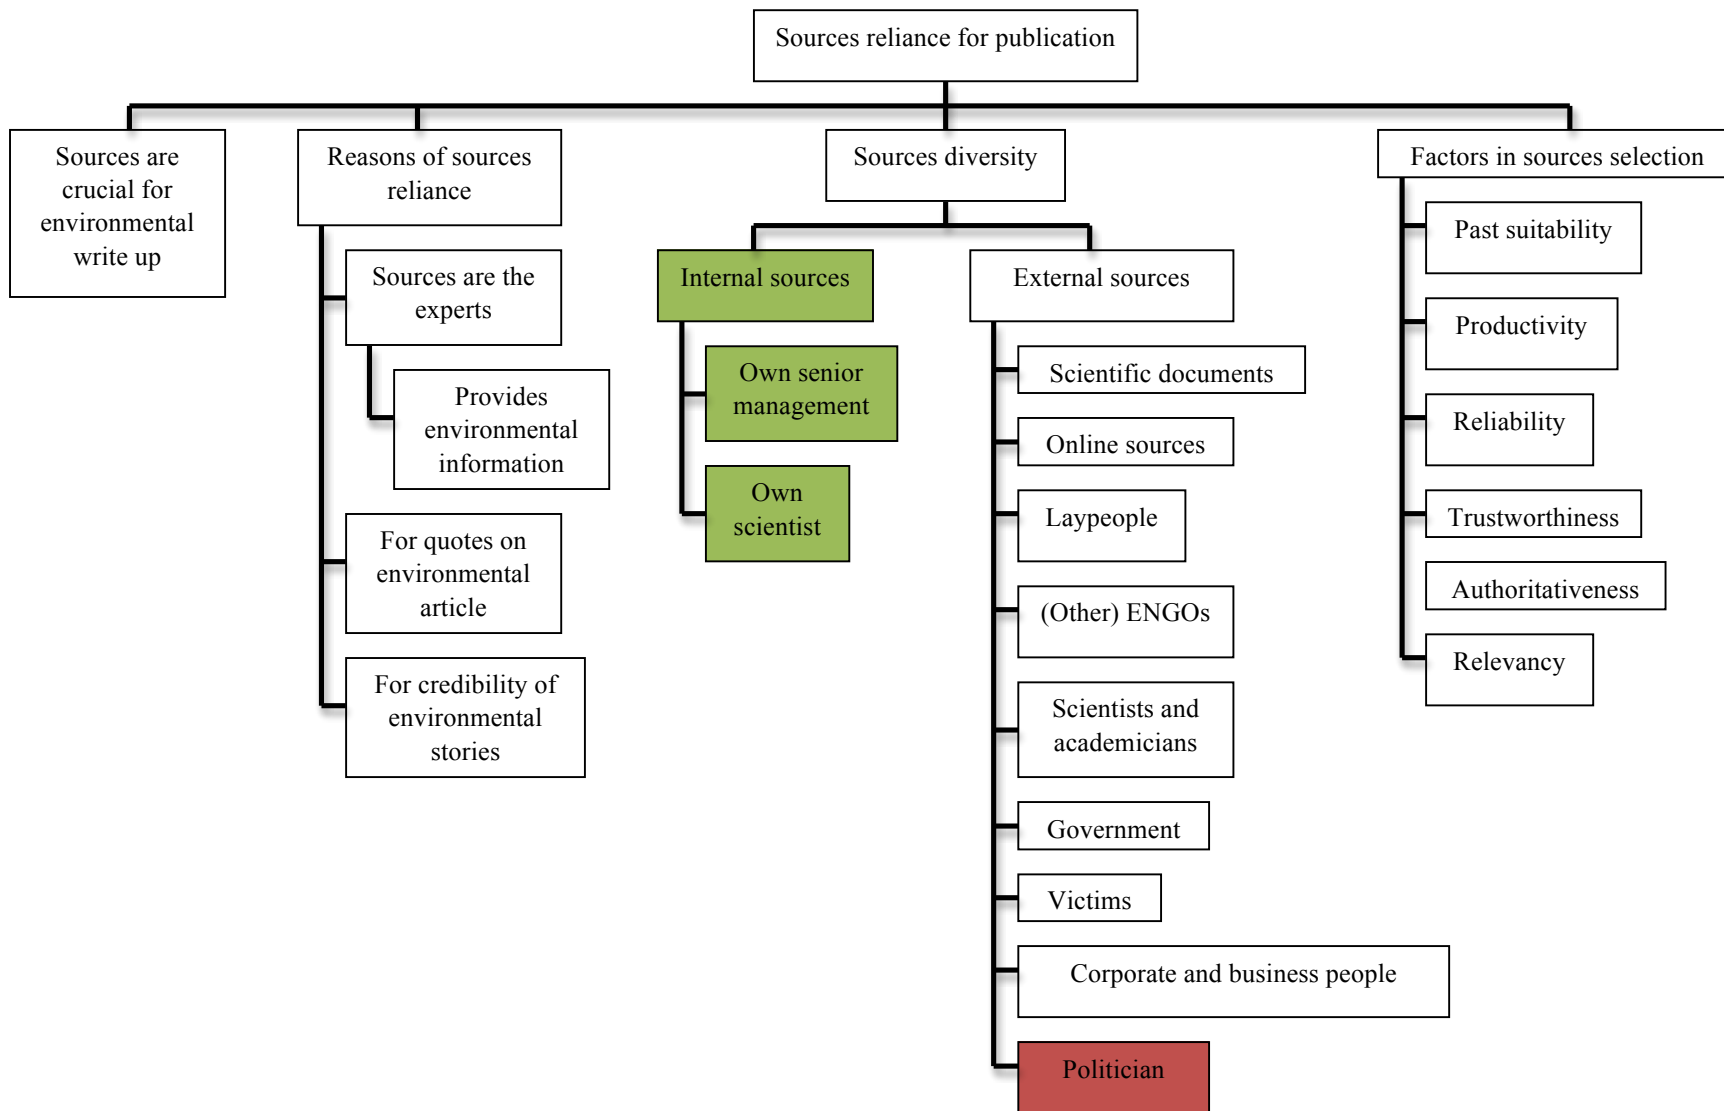 Sources reliance for publication
Sources are
crucial for
environmental
write up
Reasons of sources
reliance
Sources are the
experts
Provides
environmental
information
For quotes on
environmental
article
For credibility of
environmental
stories
Sources diversity
Internal sources
Own senior
management
Own
scientist
External sources
Scientific documents
Online sources
Laypeople
(Other) ENGOs
Scientists and
academicians
Government
Victims
Corporate and business people
Politician
Factors in sources selection
Past suitability
Productivity
Reliability
Trustworthiness
Authoritativeness
Relevancy